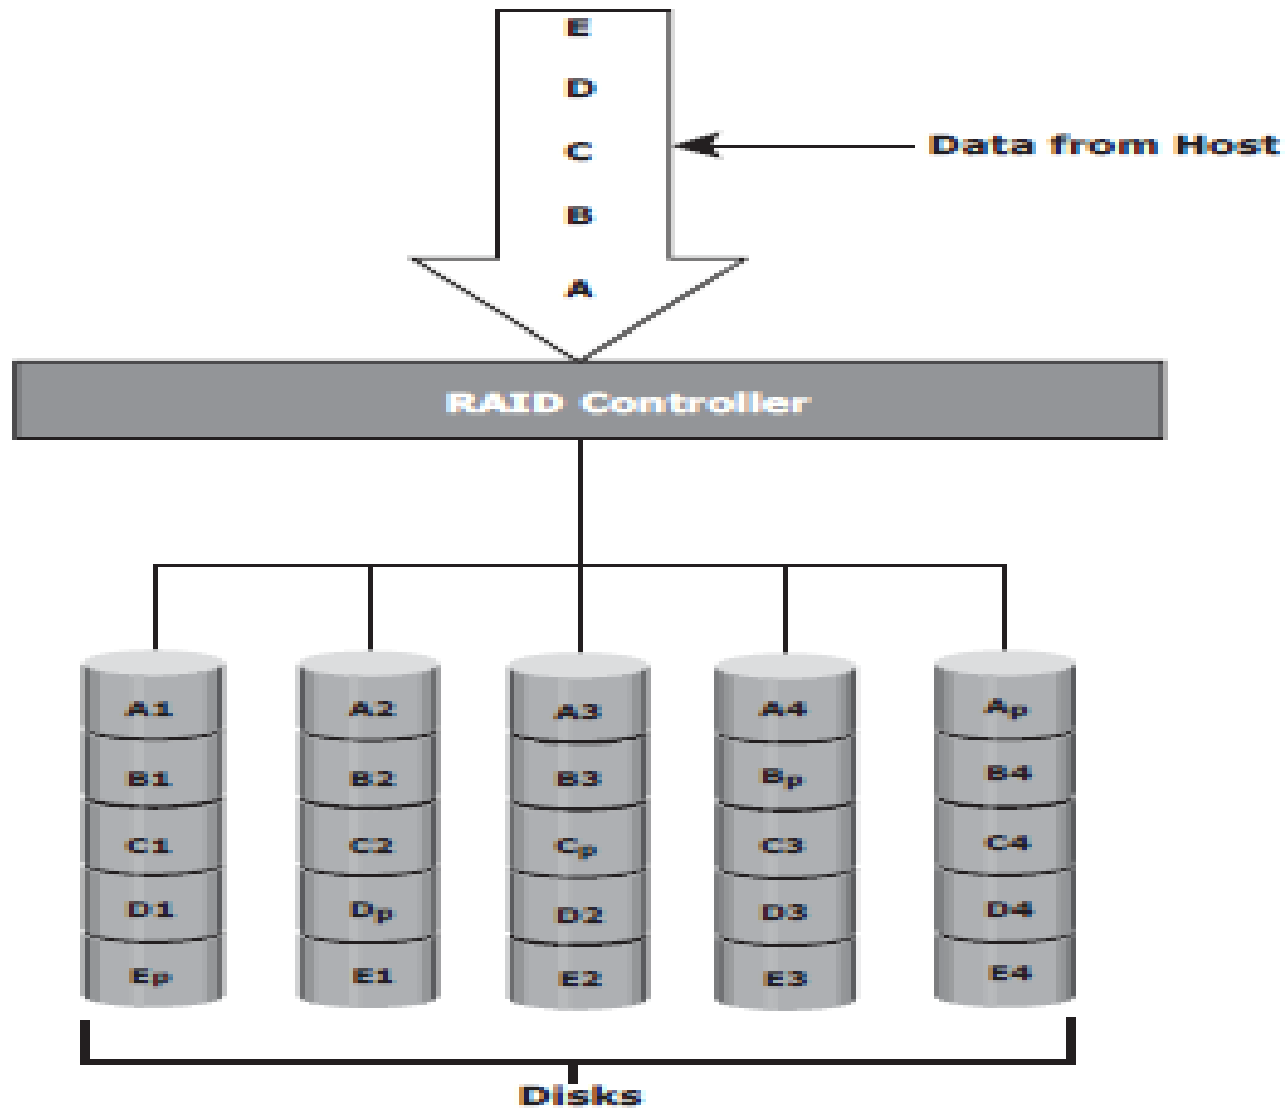 E
D
C
B
A
Data from Host
RAID Controller
A1 A2 A3 A4 Ap
B1 B2 B3 Bp B4
C1 C2 Cp C3 C4
D1 Dp D2 D3 D4
Ep E1 E2 E3 E4
Disks